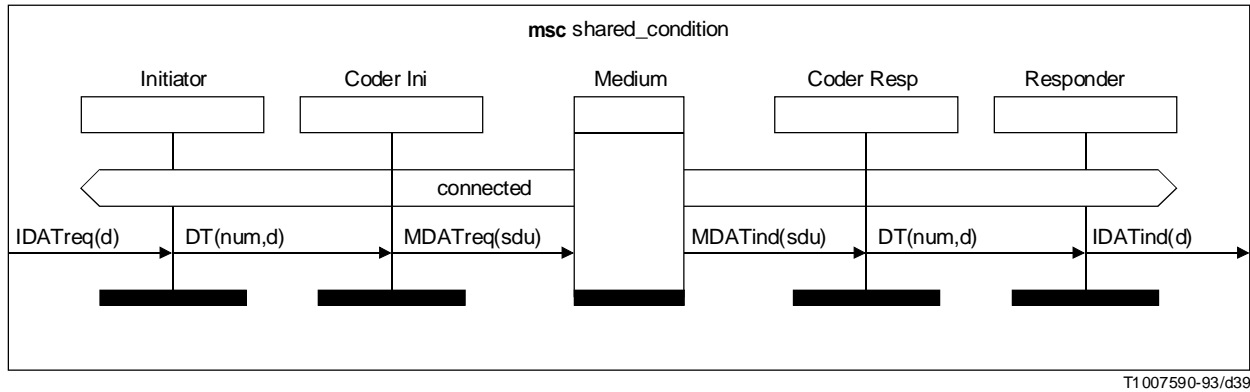 msc shared_condition
Initiator Coder Ini Medium Coder Resp Responder
connected
IDATreq(d) DT(num,d) MDATreq(sdu) MDATind(sdu) DT(num,d) IDATind(d)
T1007590-93/d39